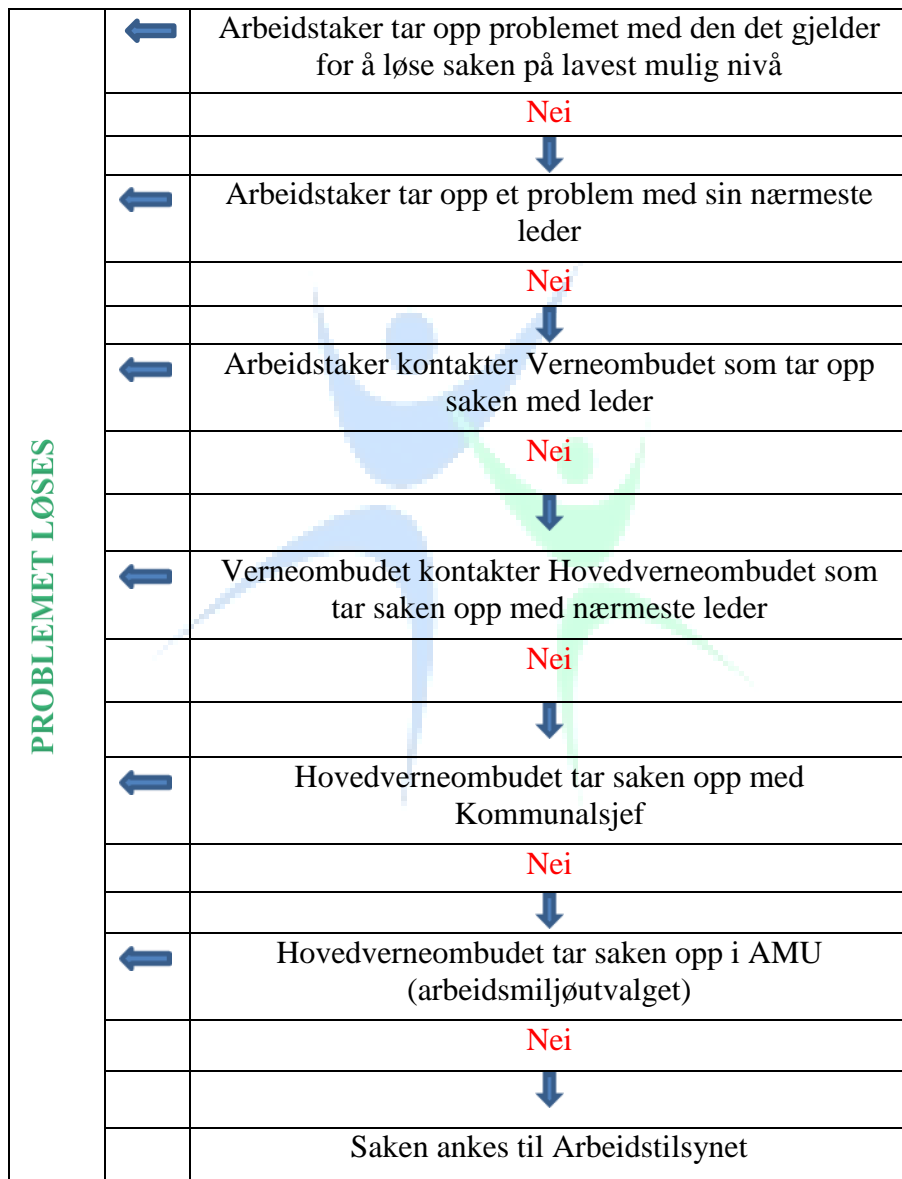 Arbeidstaker tar opp problemet med den det gjelder
for å løse saken på lavest mulig nivå
Nei
Arbeidstaker tar opp et problem med sin nærmeste
leder
Nei
Arbeidstaker kontakter Verneombudet som tar opp
saken med leder
Nei
Verneombudet kontakter Hovedverneombudet som
tar saken opp med nærmeste leder
Nei
Hovedverneombudet tar saken opp med
Kommunalsjef
Nei
Hovedverneombudet tar saken opp i AMU
(arbeidsmiljøutvalget)
Nei
Saken ankes til Arbeidstilsynet
PROBLEMET LØSES